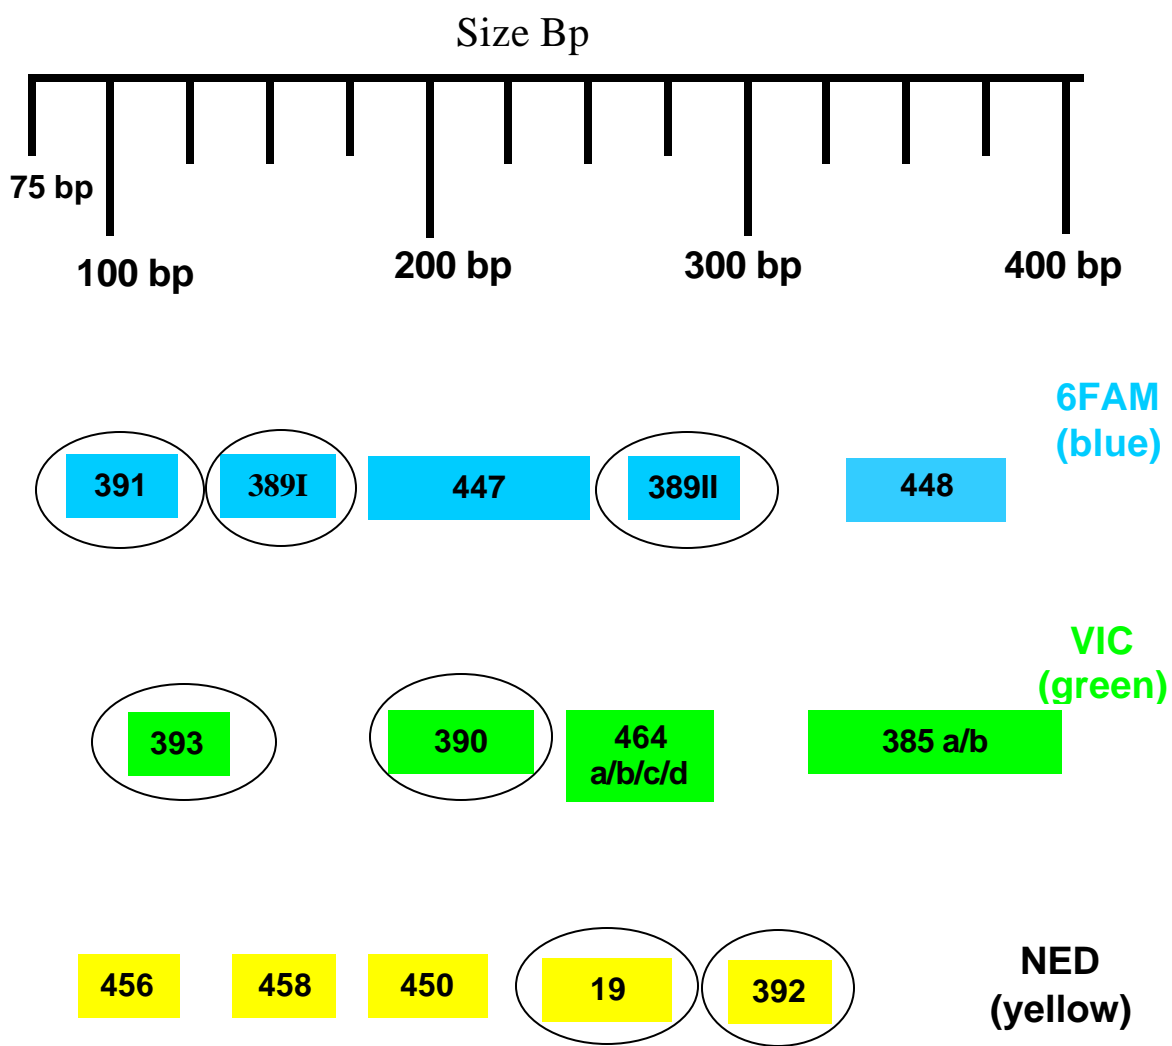 Size Bp
75 bp
100 bp
200 bp
300 bp
400 bp
6FAM
(blue)
391
389I
447
389II
448
VIC
(green)
393
390
464
a/b/c/d
385 a/b
456
458
450
19
392
NED
(yellow)